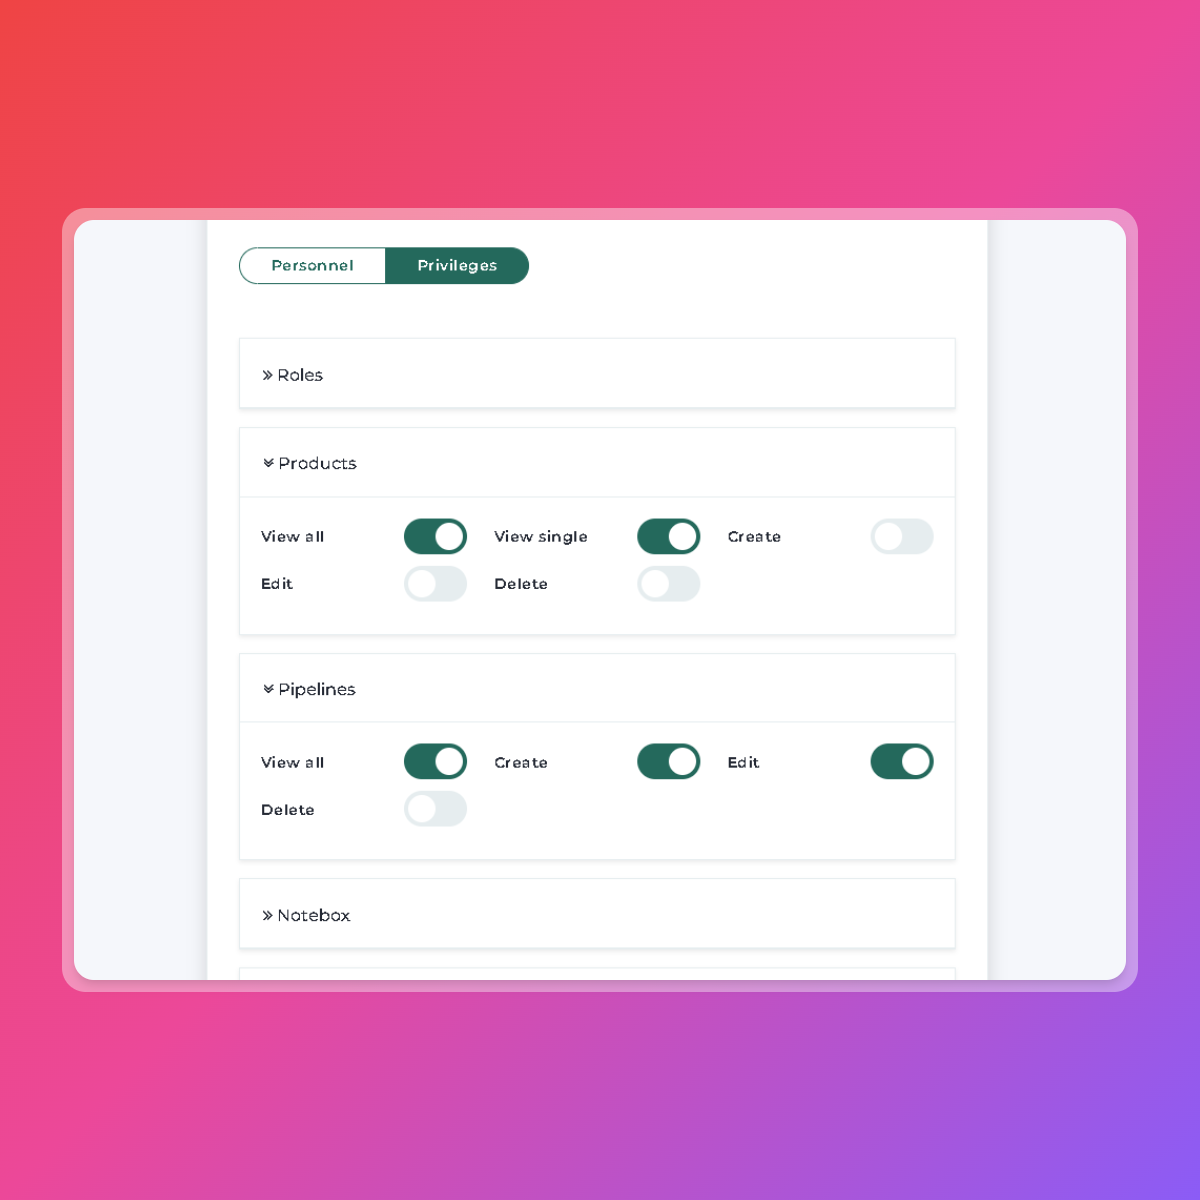 Personnel Privileges
Roles
Products
View all View single Create
Edit Delete
Pipelines
View all Create Edit
Delete
Notebox